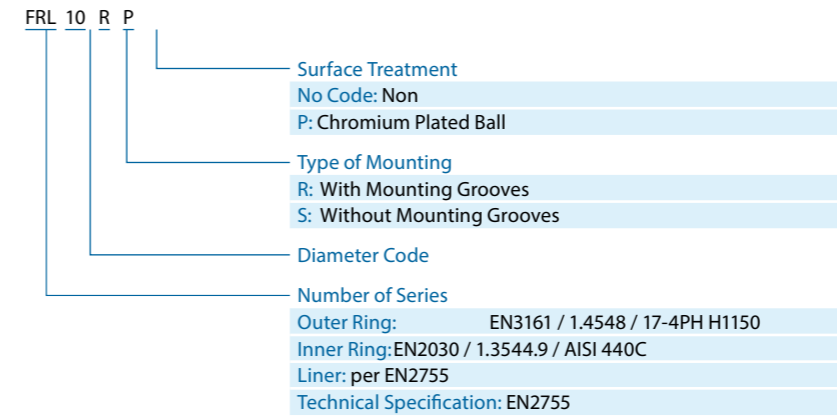 FRL 10 R P
Surface Treatment
No Code: Non
P: Chromium Plated Ball
Type of Mounting
R: With Mounting Grooves
S: Without Mounting Grooves
Diameter Code
Number of Series
Outer Ring: EN3161 / 1.4548 / 17-4PH H1150
Inner Ring:EN2030 / 1.3544.9 / AISI 440C
Liner: per EN2755
Technical Specification: EN2755